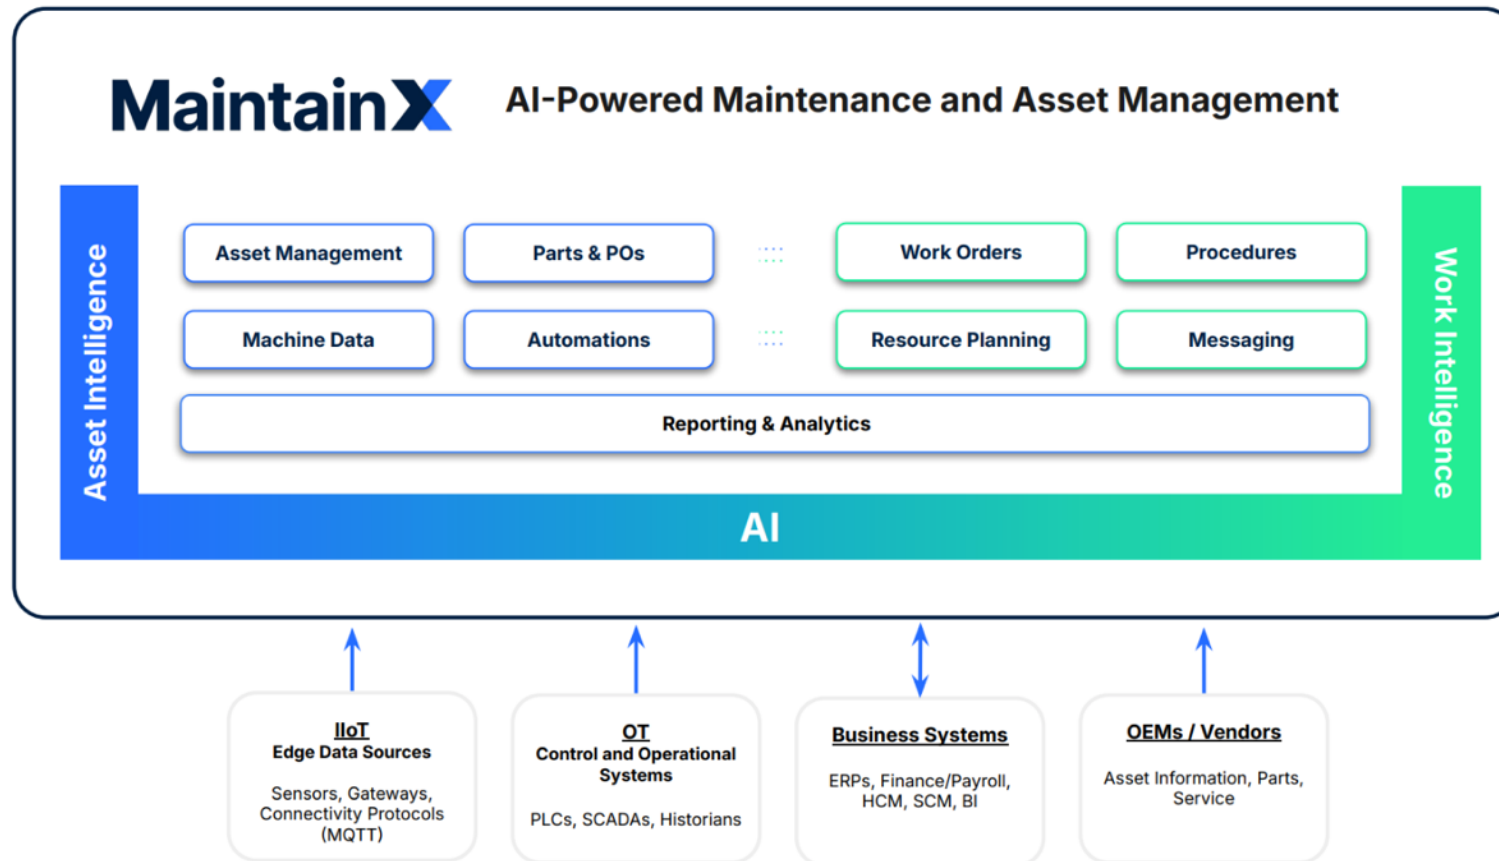 MaintainX
AI-Powered Maintenance and Asset Management
Asset Intelligence
Asset Management
Parts & POs
Work Orders
Procedures
Machine Data
Automations
Resource Planning
Messaging
Reporting & Analytics
Work Intelligence
AI
IIoT
Edge Data Sources
Sensors, Gateways,
Connectivity Protocols
(MQTT)
OT
Control and Operational
Systems
PLCs, SCADAs, Historians
Business Systems
ERPs, Finance/Payroll,
HCM, SCM, BI
OEMs / Vendors
Asset Information, Parts,
Service